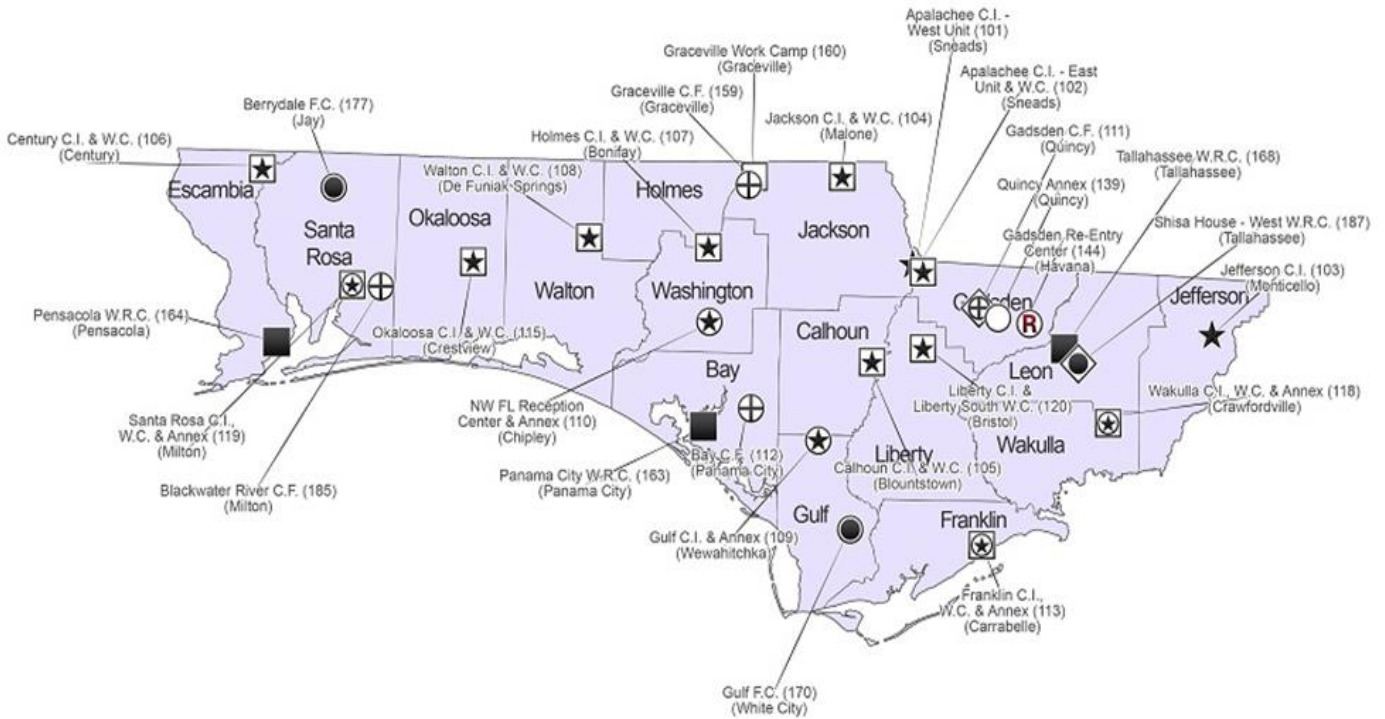 Apalachee C.I. -
West Unit (101)
(Sneads)
Graceville Work Camp (160)
(Graceville)
Apalachee C.I. - East
Unit & W.C. (102)
(Sneads)
Graceville C.F. (159)
(Graceville)
Berrydale F.C. (177)
(Jay)
Jackson C.I. & W.C. (104)
(Malone)
Gadsden C.F. (111)
(Quincy)
Century C.I. & W.C. (106)
(Century)
Holmes C.I. & W.C. (107)
(Bonifay)
Tallahassee W.R.C. (168)
(Tallahassee)
Walton C.I. & W.C. (108)
(De Funiak Springs)
Quincy Annex (139)
(Quincy)
Escambia
Holmes
Okaloosa
Santa
Rosa
Jackson
Shisa House - West W.R.C. (187)
(Tallahassee)
Gadsden Re-Entry
Center (144)
(Havana)
Jefferson C.I. (103)
(Monticello)
Walton
Washington
Gadsden
Jefferson
Pensacola W.R.C. (164)
(Pensacola)
R
Okaloosa C.I. & W.C. (115)
(Crestview)
Calhoun
Bay
Leon
Liberty C.I. &
Liberty South W.C. (120)
(Bristol)
Wakulla C.I., W.C. & Annex (118)
(Crawfordville)
NW FL Reception
Center & Annex (110)
(Chipley)
Santa Rosa C.I.,
W.C. & Annex (119)
(Milton)
Wakulla
Liberty
Bay C.F. (112)
(Panama City)
Calhoun C.I. & W.C. (105)
(Blountstown)
Panama City W.R.C. (163)
(Panama City)
Blackwater River C.F. (185)
(Milton)
Gulf
Franklin
Gulf C.I. & Annex (109)
(Wewahitchka)
Franklin C.I.,
W.C. & Annex (113)
(Carrabelle)
Gulf F.C. (170)
(White City)